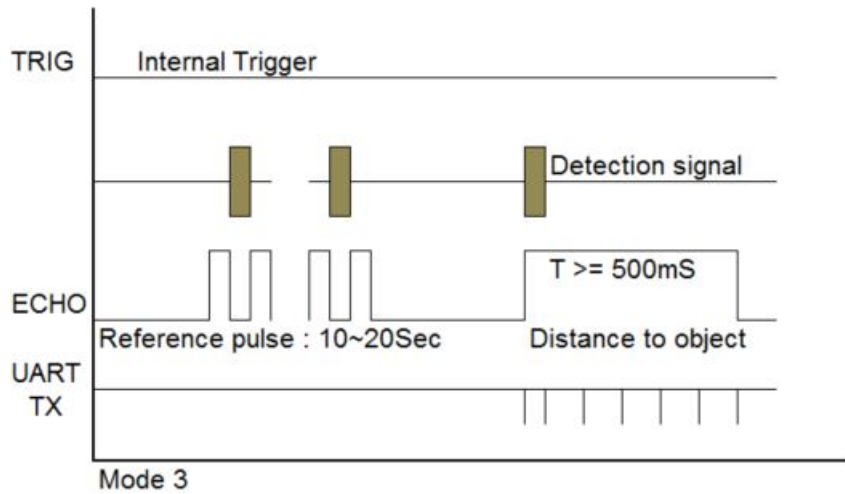 TRIG Internal Trigger
Detection signal
T >= 500mS
ECHO
Reference pulse : 10~20Sec Distance to object
UART
TX
Mode 3